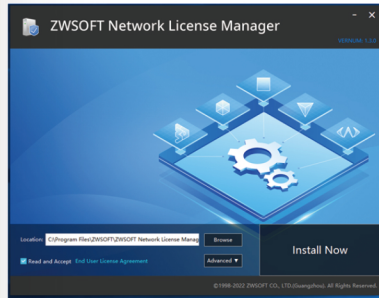 ZWSOFT Network License Manager
VERSION: 1.3.0
Location: C:\Program Files\ZWSOFT\ZWSOFT Network License Manag Browse
Install Now
Read and Accept End User License Agreement Advanced ▼
©1998-2022 ZWSOFT CO., LTD.(Guangzhou), All Rights Reserved.